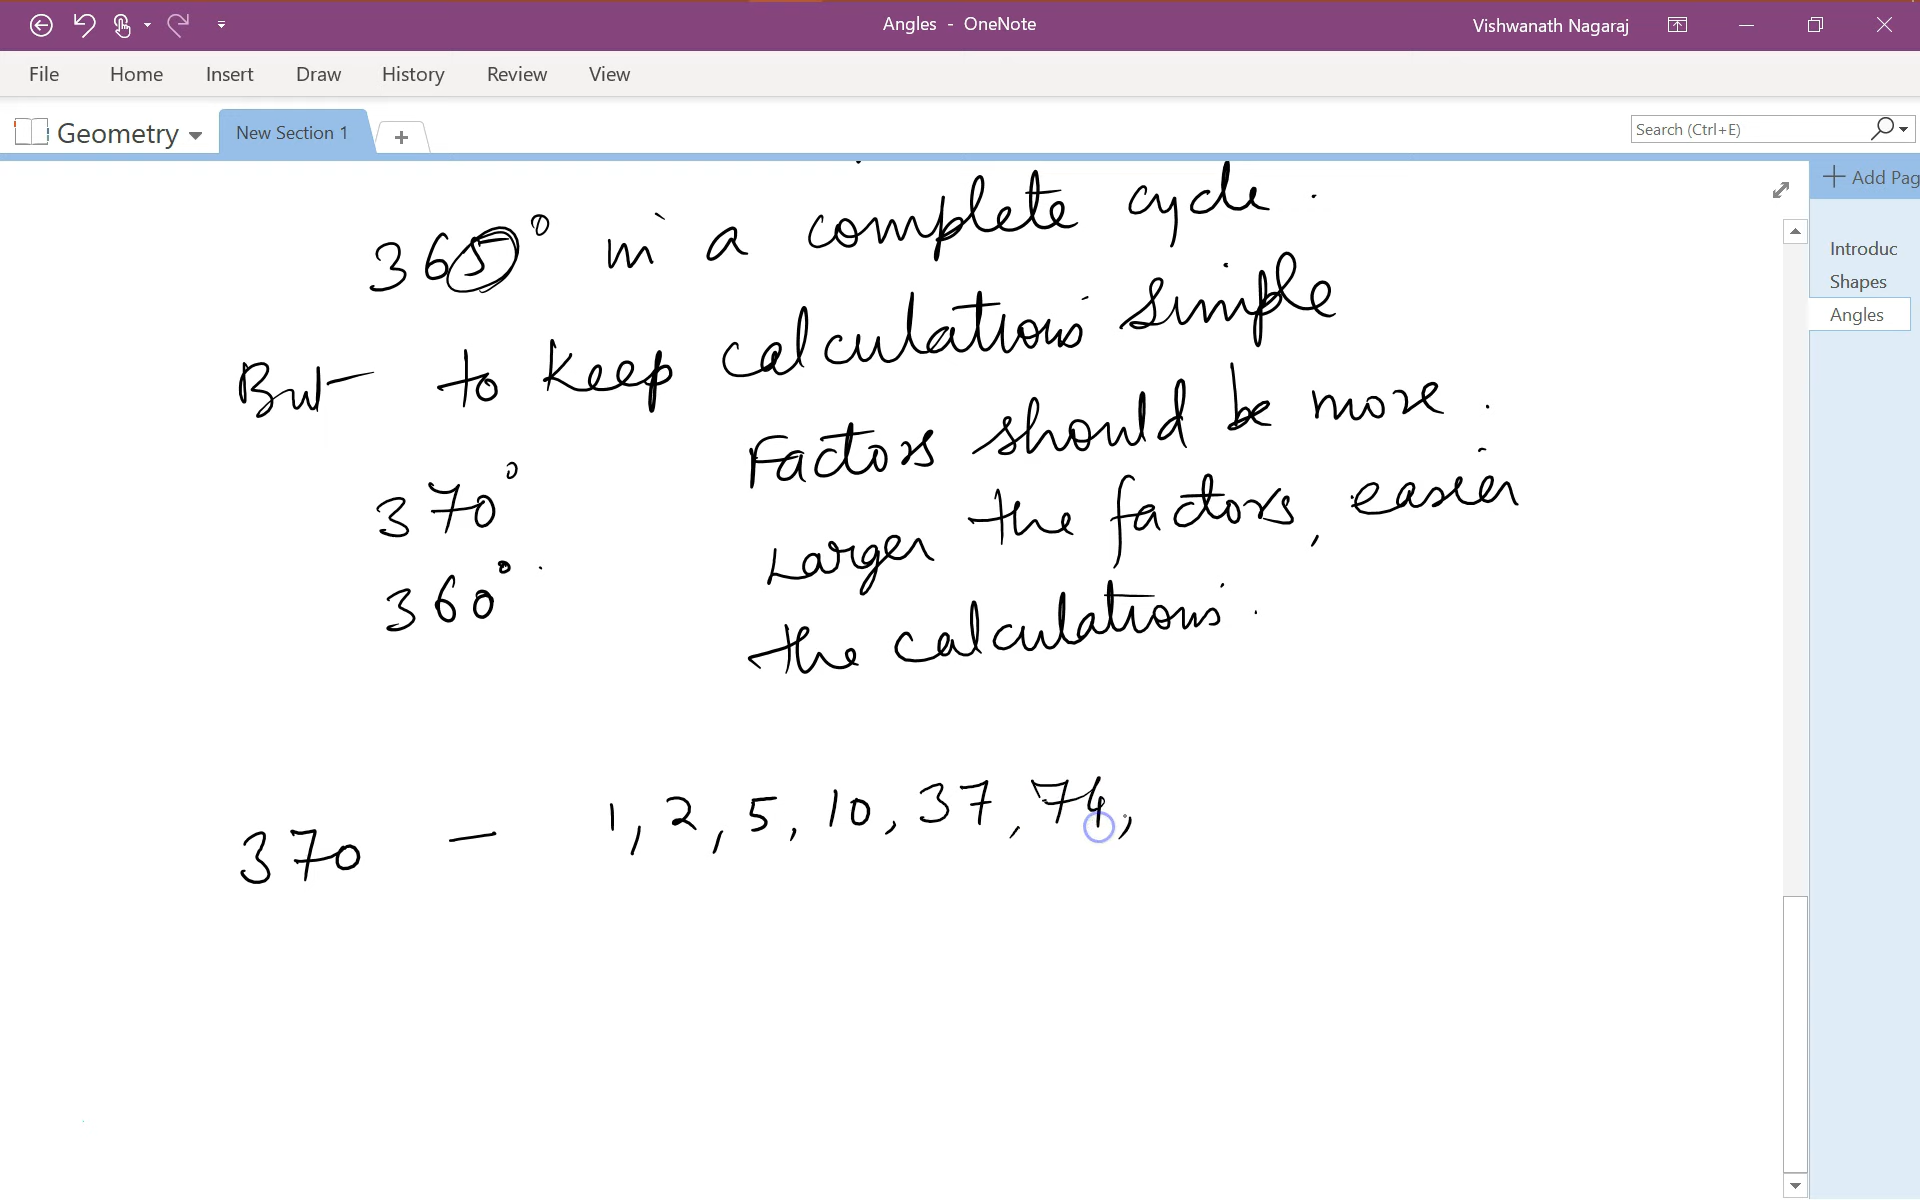 Angles - OneNote
Vishwanath Nagaraj
File Home Insert Draw History Review View
Geometry New Section 1 +
Search (Ctrl+E)
Add Pag
Introduc
Shapes
Angles
365° in a complete cycle.
But to keep calculations simple
Factors should be more.
370° Larger the factors, easier
360° the calculations.
370 - 1, 2, 5, 10, 37, 74,